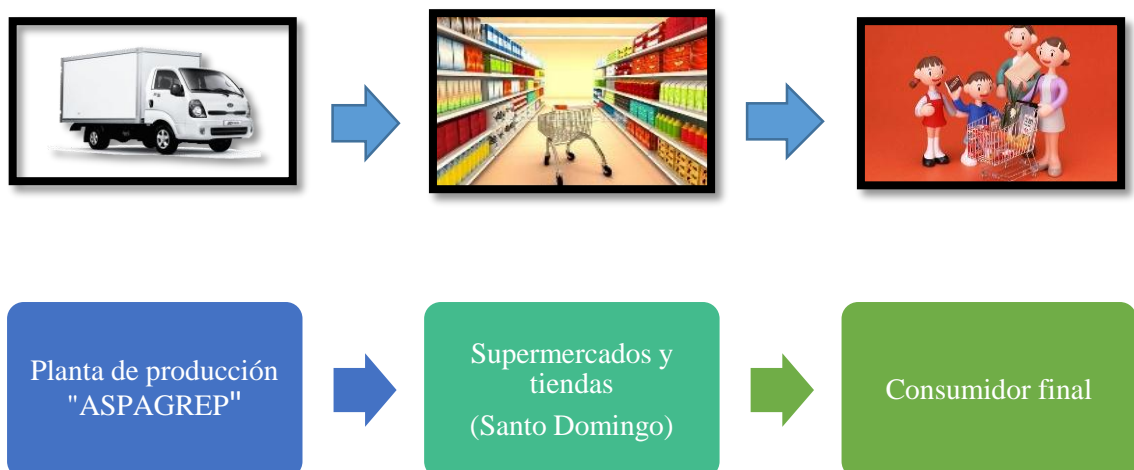 Planta de producción
"ASPAGREP"
Supermercados y
tiendas
(Santo Domingo)
Consumidor final